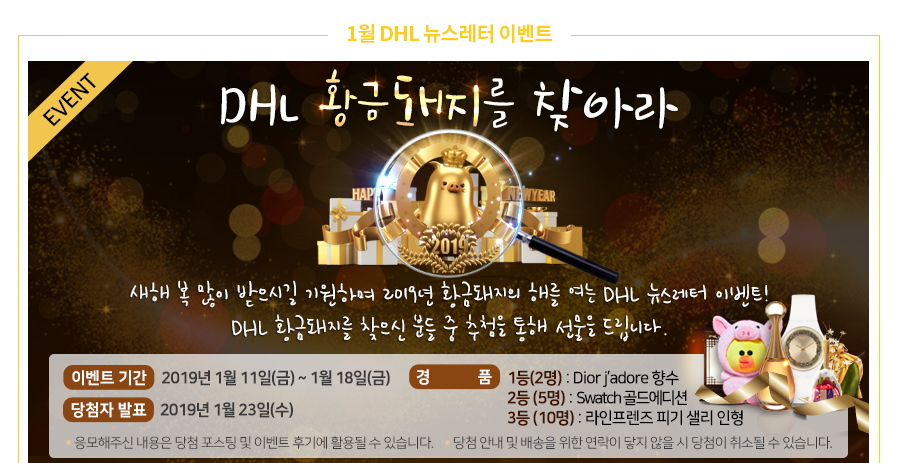 1월 DHL 뉴스레터 이벤트
EVENT
DHL 황금돼지를 찾아라
HAPPY NEWYEAR
2019
새해 복 많이 받으시길 기원하며 2019년 황금돼지의 해를 여는 DHL 뉴스레터 이벤트!
DHL 황금돼지를 찾으신 분들 중 추첨을 통해 선물을 드립니다.
이벤트 기간 2019년 1월 11일(금) ~ 1월 18일(금)
당첨자 발표 2019년 1월 23일(수)
경 품 1등(2명) : Dior j'adore 향수
2등 (5명) : Swatch 골드에디션
3등 (10명) : 라인프렌즈 피기 샐리 인형
• 응모해주신 내용은 당첨 포스팅 및 이벤트 후기에 활용될 수 있습니다. • 당첨 안내 및 배송을 위한 연락이 닿지 않을 시 당첨이 취소될 수 있습니다.